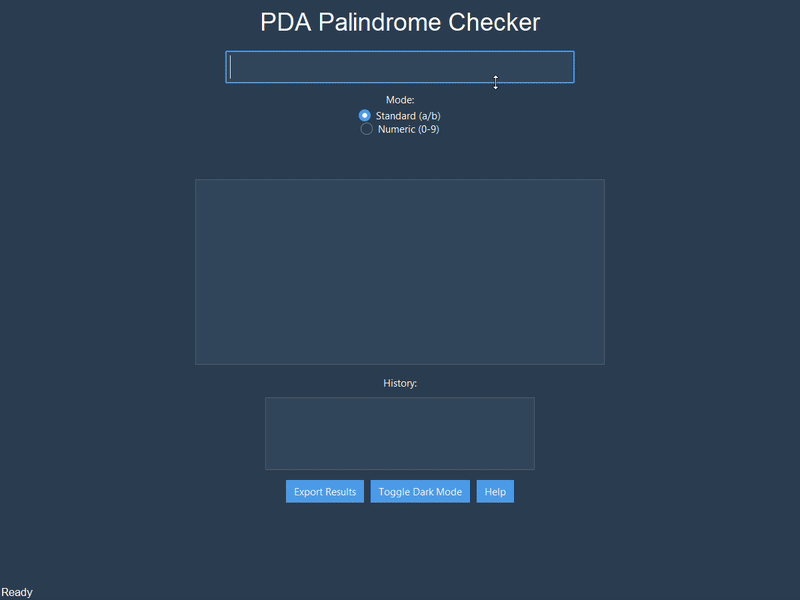 PDA Palindrome Checker
Mode:
Standard (a/b)
Numeric (0-9)
History:
Export Results Toggle Dark Mode Help
Ready